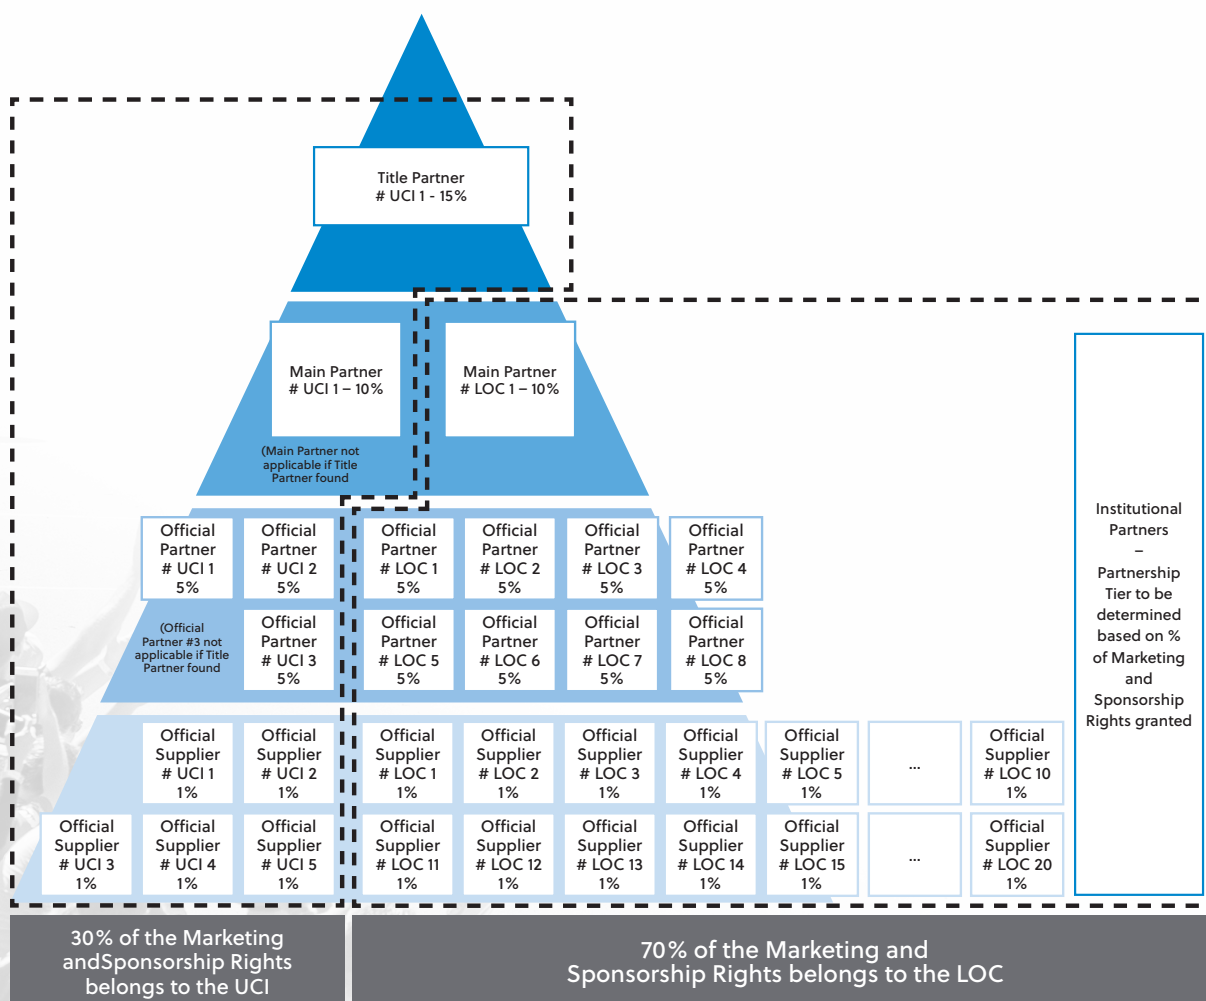 Title Partner
# UCI 1 - 15%
Main Partner
# UCI 1 – 10%
Main Partner
# LOC 1 – 10%
(Main Partner not
applicable if Title
Partner found
Official
Partner
# UCI 1
5%
Official
Partner
# UCI 2
5%
Official
Partner
# LOC 1
5%
Official
Partner
# LOC 2
5%
Official
Partner
# LOC 3
5%
Official
Partner
# LOC 4
5%
(Official
Partner #3 not
applicable if Title
Partner found
Official
Partner
# UCI 3
5%
Official
Partner
# LOC 5
5%
Official
Partner
# LOC 6
5%
Official
Partner
# LOC 7
5%
Official
Partner
# LOC 8
5%
Official
Supplier
# UCI 1
1%
Official
Supplier
# UCI 2
1%
Official
Supplier
# LOC 1
1%
Official
Supplier
# LOC 2
1%
Official
Supplier
# LOC 3
1%
Official
Supplier
# LOC 4
1%
Official
Supplier
# LOC 5
1%
...
Official
Supplier
# LOC 10
1%
Official
Supplier
# UCI 3
1%
Official
Supplier
# UCI 4
1%
Official
Supplier
# UCI 5
1%
Official
Supplier
# LOC 11
1%
Official
Supplier
# LOC 12
1%
Official
Supplier
# LOC 13
1%
Official
Supplier
# LOC 14
1%
Official
Supplier
# LOC 15
1%
...
Official
Supplier
# LOC 20
1%
Institutional
Partners
–
Partnership
Tier to be
determined
based on %
of Marketing
and
Sponsorship
Rights granted
30% of the Marketing
andSponsorship Rights
belongs to the UCI
70% of the Marketing and
Sponsorship Rights belongs to the LOC